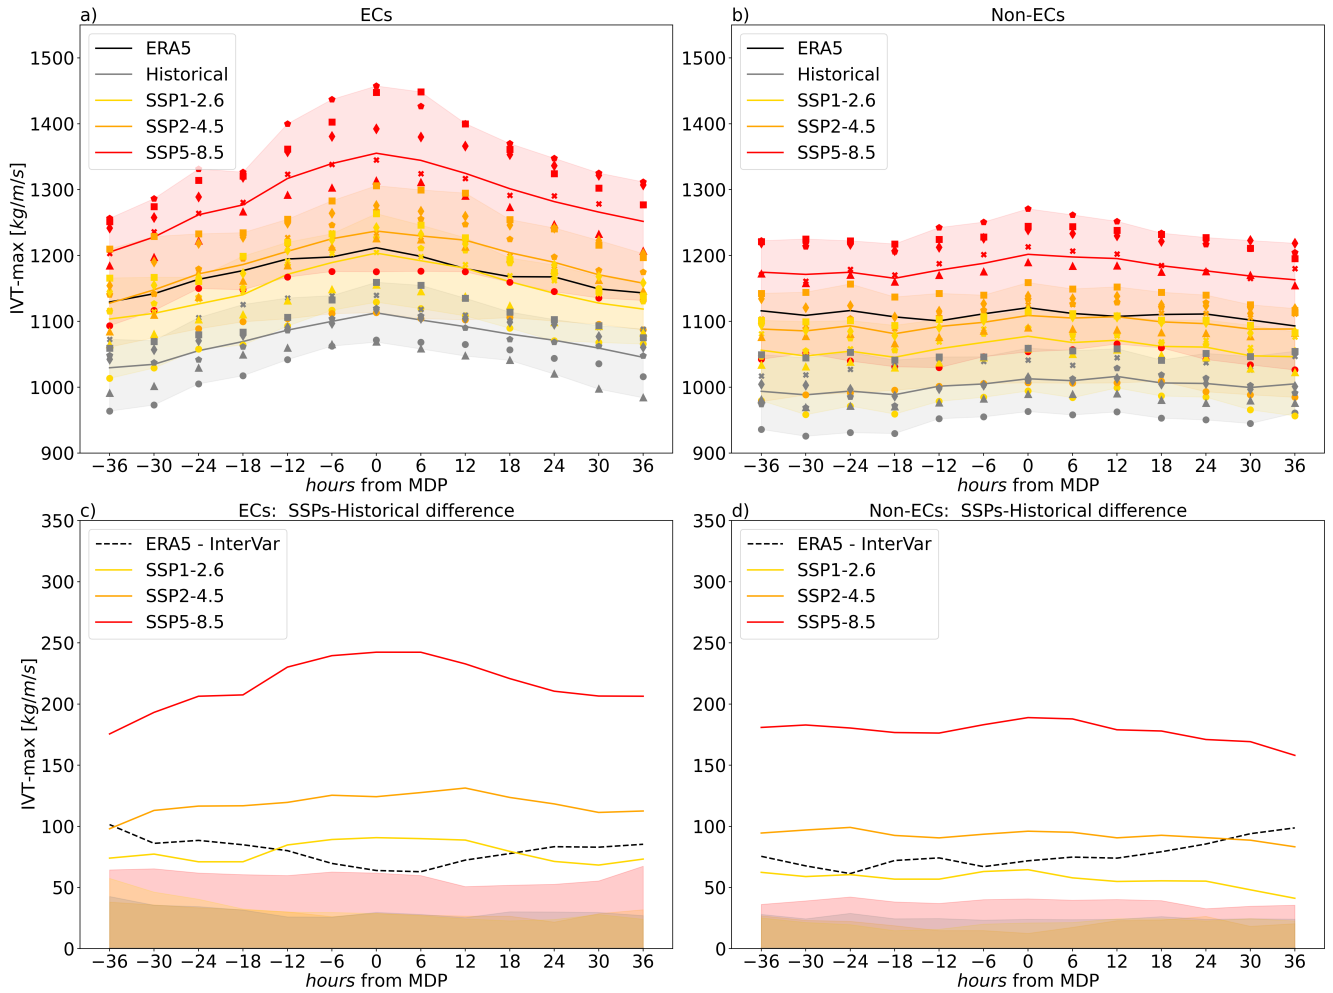 a) ECs
IVT-max [kg/m/s]
1500
1400
1300
1200
1100
1000
900
ERA5
Historical
SSP1-2.6
SSP2-4.5
SSP5-8.5
−36 −30 −24 −18 −12 −6 0 6 12 18 24 30 36
hours from MDP
b) Non-ECs
1500
1400
1300
1200
1100
1000
900
ERA5
Historical
SSP1-2.6
SSP2-4.5
SSP5-8.5
−36 −30 −24 −18 −12 −6 0 6 12 18 24 30 36
hours from MDP
c) ECs: SSPs-Historical difference
IVT-max [kg/m/s]
350
300
250
200
150
100
50
0
ERA5 - InterVar
SSP1-2.6
SSP2-4.5
SSP5-8.5
−36 −30 −24 −18 −12 −6 0 6 12 18 24 30 36
hours from MDP
d) Non-ECs: SSPs-Historical difference
350
300
250
200
150
100
50
0
ERA5 - InterVar
SSP1-2.6
SSP2-4.5
SSP5-8.5
−36 −30 −24 −18 −12 −6 0 6 12 18 24 30 36
hours from MDP